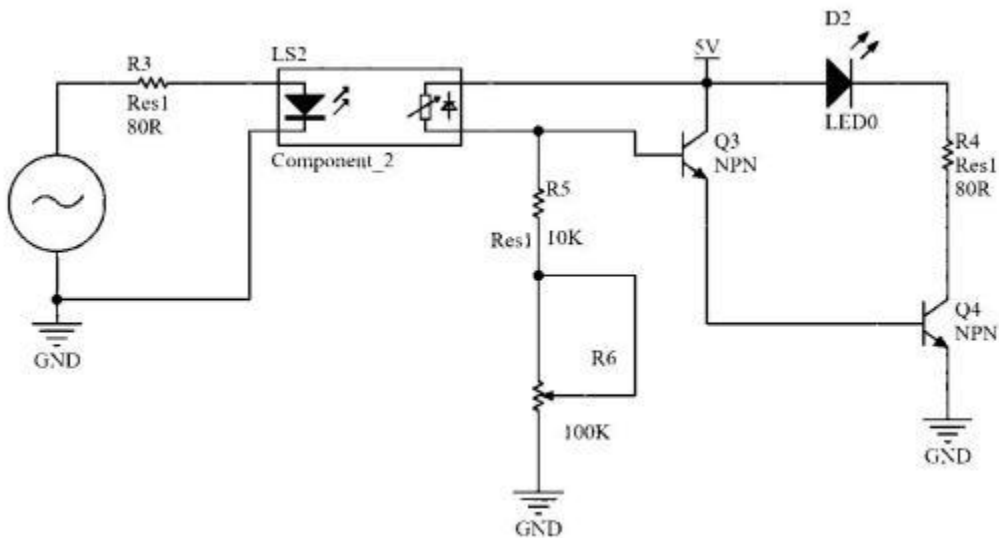 D2
5V
LS2
R3
Res1
80R
LED0
Component_2
Q3
NPN
R4
Res1
80R
R5
Res1
10K
Q4
NPN
GND
R6
100K
GND
GND